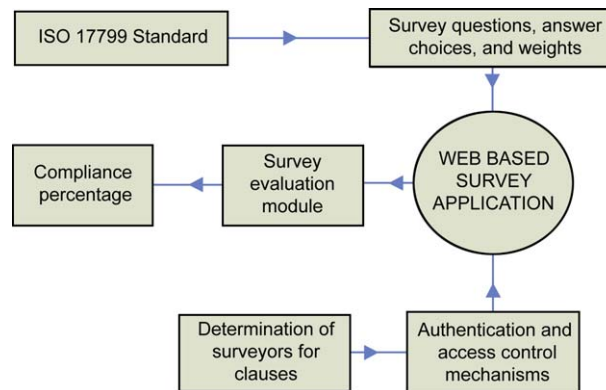 ISO 17799 Standard
Survey questions, answer
choices, and weights
Compliance
percentage
Survey
evaluation
module
WEB BASED
SURVEY
APPLICATION
Determination of
surveyors for
clauses
Authentication and
access control
mechanisms